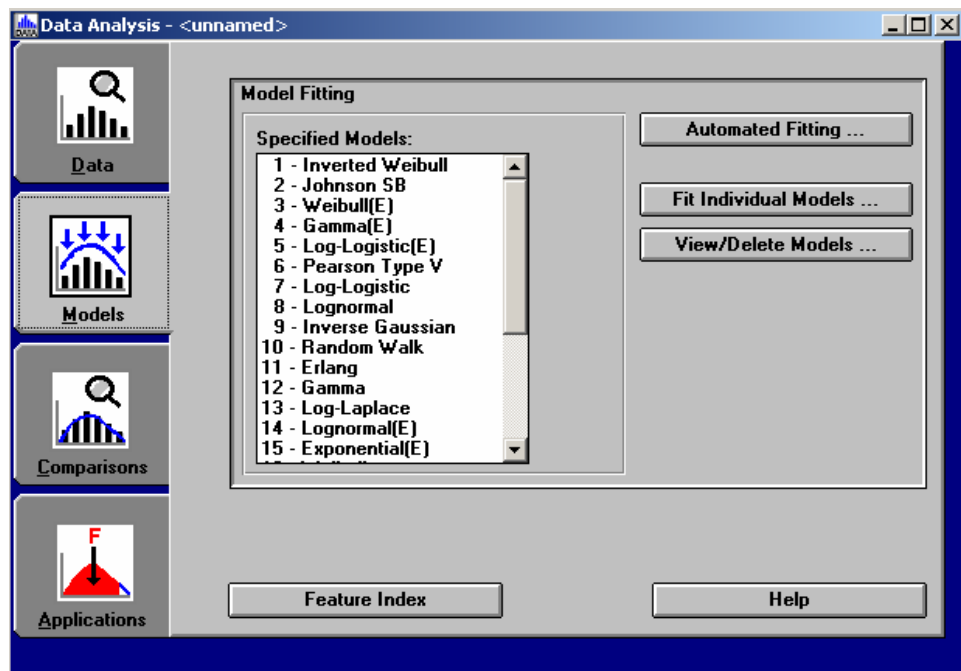 Data Analysis - <unnamed>
DATA
Data
Models
Comparisons
F
Applications
Model Fitting
Specified Models:
1 - Inverted Weibull
2 - Johnson SB
3 - Weibull(E)
4 - Gamma(E)
5 - Log-Logistic(E)
6 - Pearson Type V
7 - Log-Logistic
8 - Lognormal
9 - Inverse Gaussian
10 - Random Walk
11 - Erlang
12 - Gamma
13 - Log-Laplace
14 - Lognormal(E)
15 - Exponential(E)
Automated Fitting ...
Fit Individual Models ...
View/Delete Models ...
Feature Index
Help